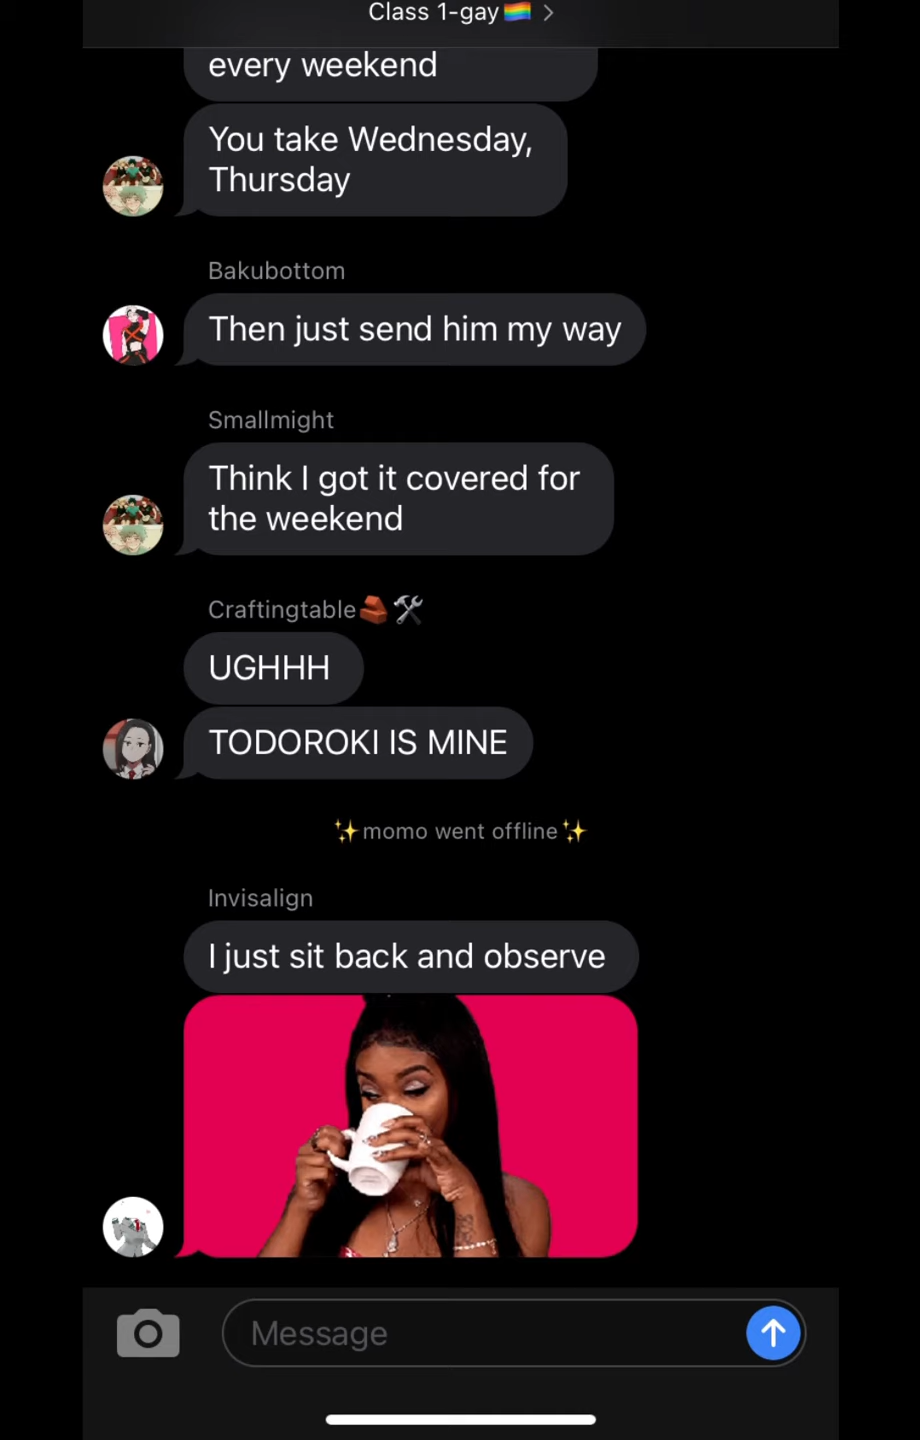 Class 1-gay🏳️‍🌈 >
every weekend
You take Wednesday,
Thursday
Bakubottom
Then just send him my way
Smallmight
Think I got it covered for
the weekend
Craftingtable🧱🛠️
UGHHH
TODOROKI IS MINE
✨momo went offline✨
Invisalign
I just sit back and observe
Message